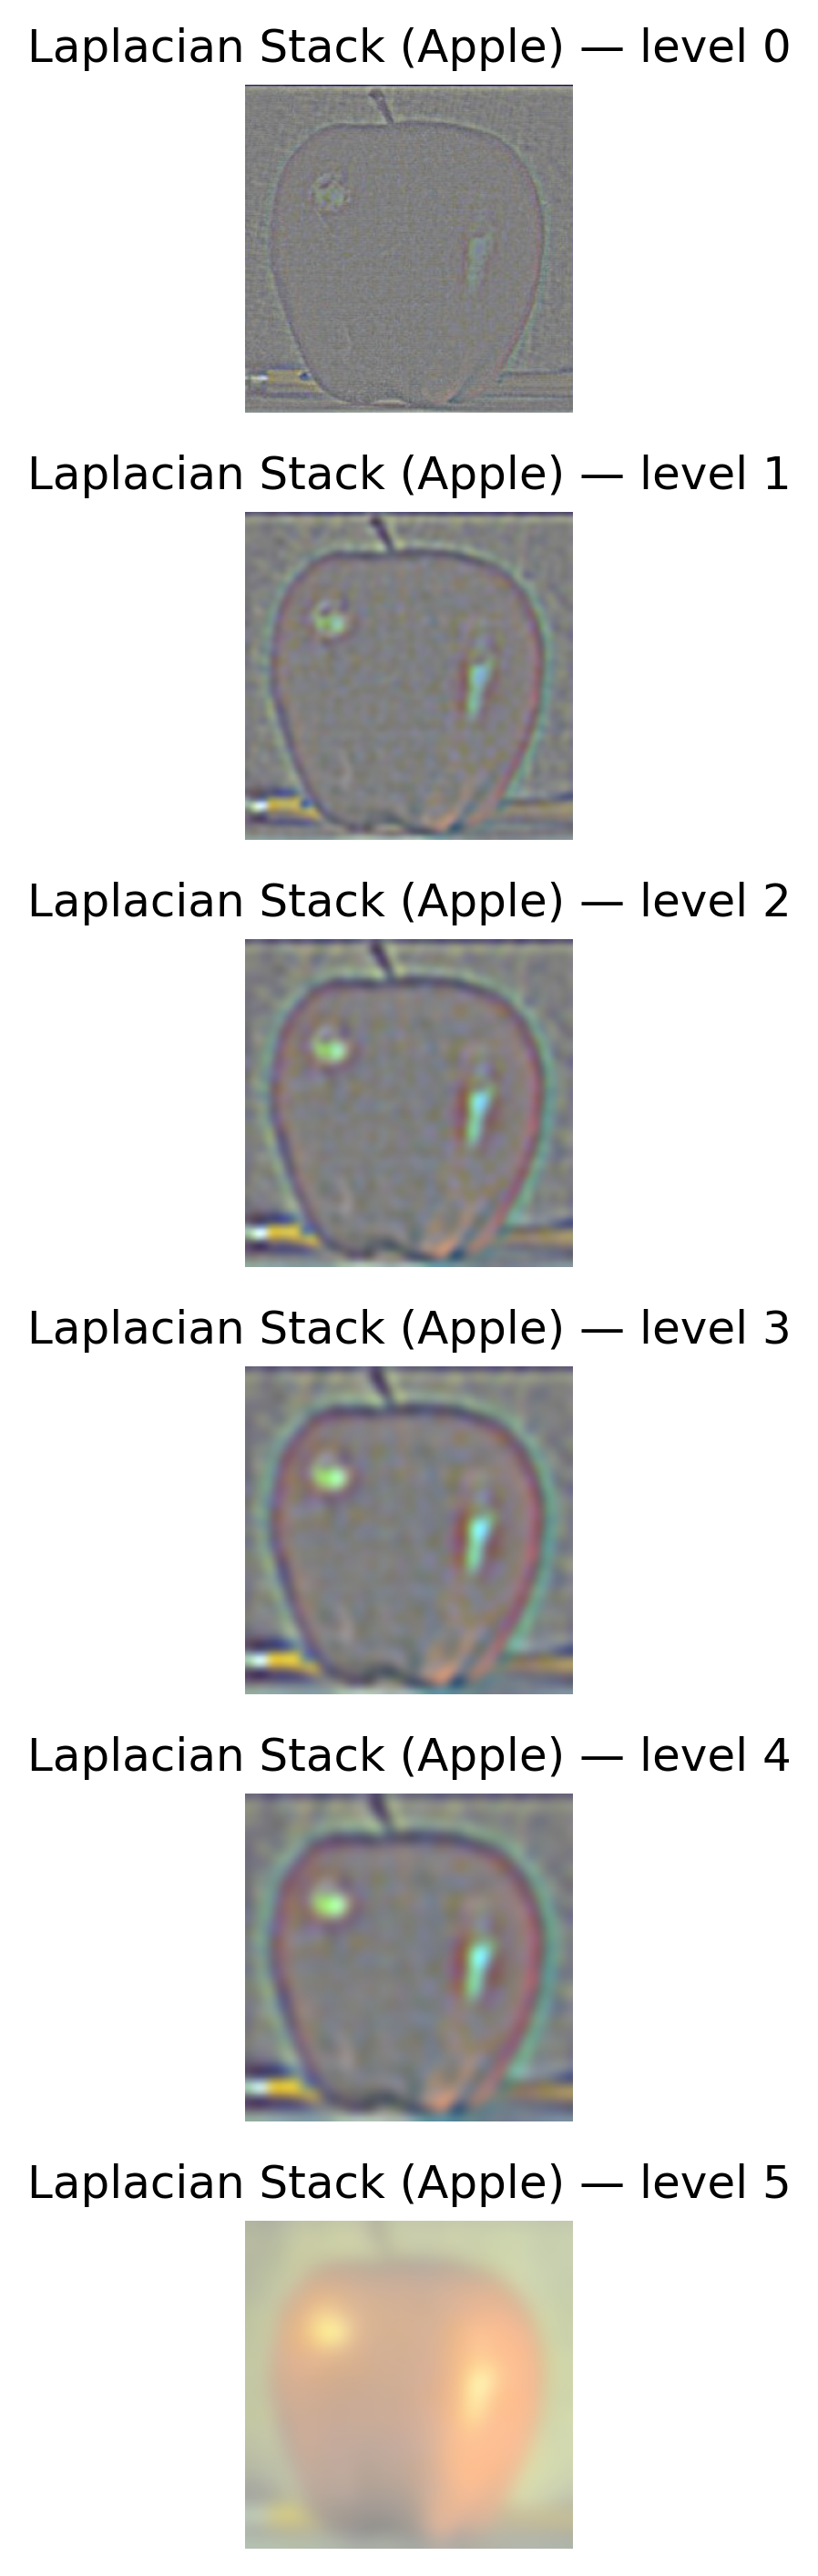 Laplacian Stack (Apple) — level 0
Laplacian Stack (Apple) — level 1
Laplacian Stack (Apple) — level 2
Laplacian Stack (Apple) — level 3
Laplacian Stack (Apple) — level 4
Laplacian Stack (Apple) — level 5